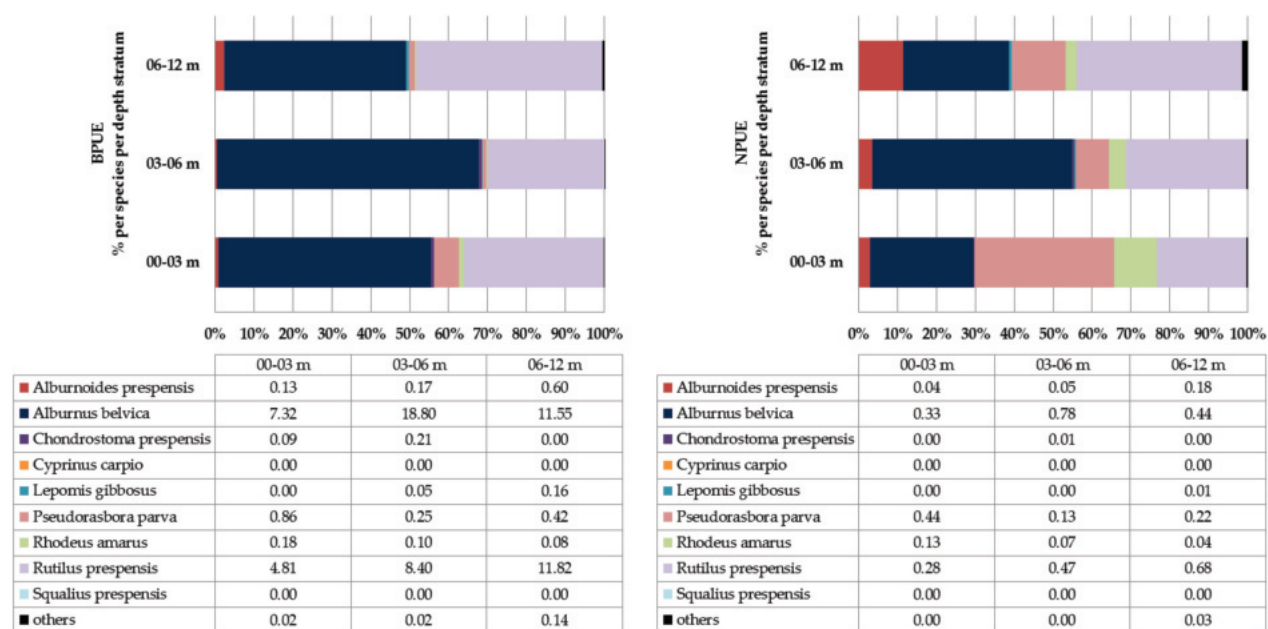 BPUE
% per species per depth stratum
06-12 m
03-06 m
00-03 m
0% 10% 20% 30% 40% 50% 60% 70% 80% 90% 100%
00-03 m 03-06 m 06-12 m
Alburnoides prespensis 0.13 0.17 0.60
Alburnus belvica 7.32 18.80 11.55
Chondrostoma prespensis 0.09 0.21 0.00
Cyprinus carpio 0.00 0.00 0.00
Lepomis gibbosus 0.00 0.05 0.16
Pseudorasbora parva 0.86 0.25 0.42
Rhodeus amarus 0.18 0.10 0.08
Rutilus prespensis 4.81 8.40 11.82
Squalius prespensis 0.00 0.00 0.00
others 0.02 0.02 0.14
NPUE
% per species per depth stratum
06-12 m
03-06 m
00-03 m
0% 10% 20% 30% 40% 50% 60% 70% 80% 90% 100%
00-03 m 03-06 m 06-12 m
Alburnoides prespensis 0.04 0.05 0.18
Alburnus belvica 0.33 0.78 0.44
Chondrostoma prespensis 0.00 0.01 0.00
Cyprinus carpio 0.00 0.00 0.00
Lepomis gibbosus 0.00 0.00 0.01
Pseudorasbora parva 0.44 0.13 0.22
Rhodeus amarus 0.13 0.07 0.04
Rutilus prespensis 0.28 0.47 0.68
Squalius prespensis 0.00 0.00 0.00
others 0.00 0.00 0.03